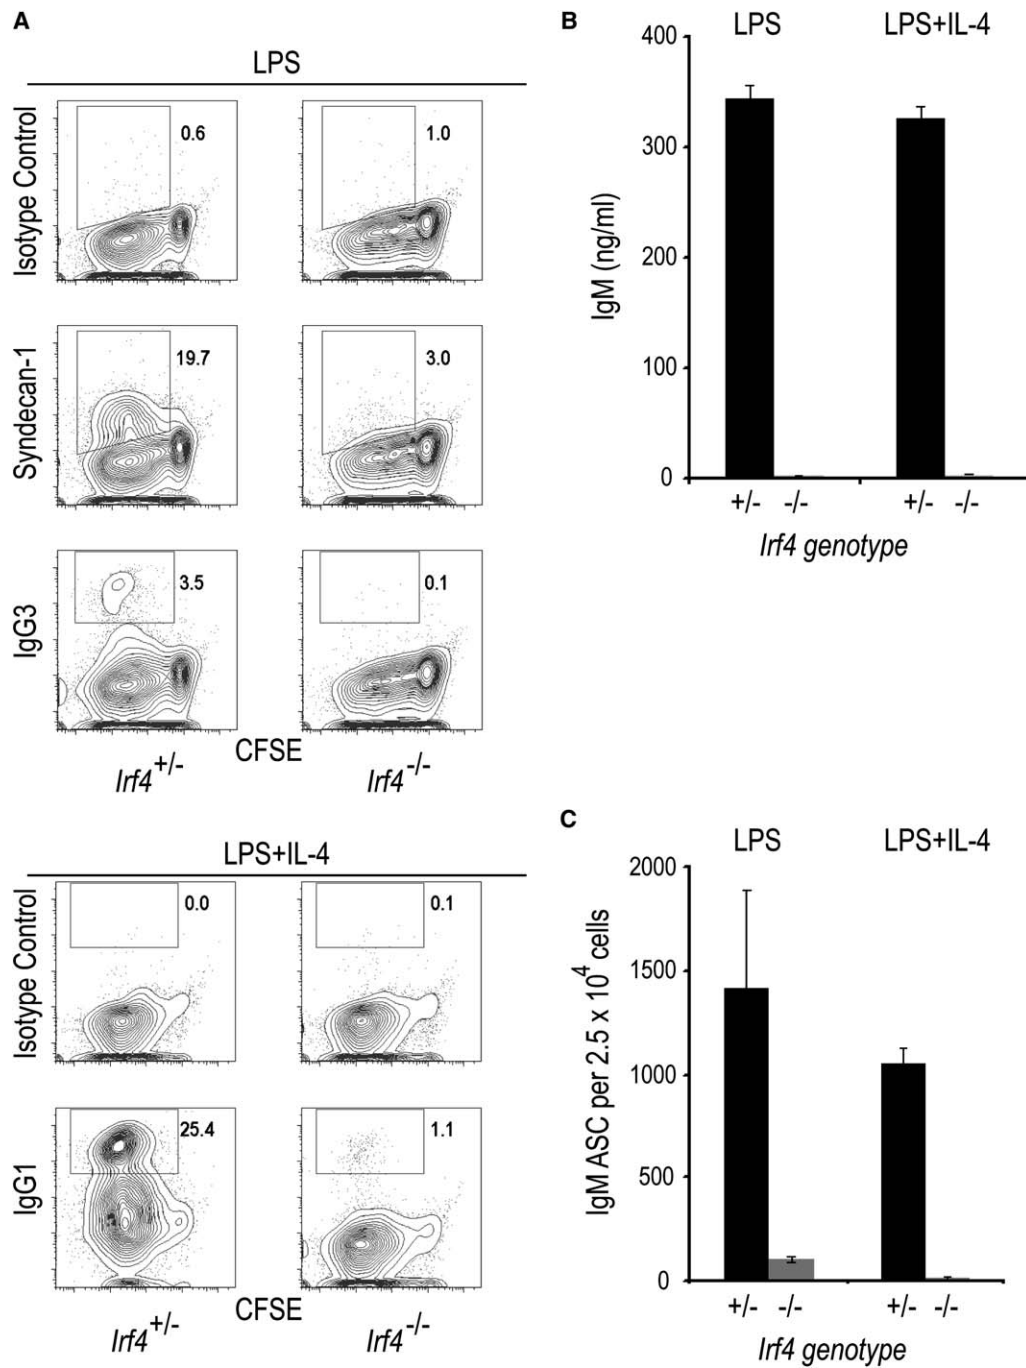 A
LPS
Isotype Control
0.6
1.0
Syndecan-1
19.7
3.0
IgG3
3.5
0.1
CFSE
Irf4+/-
Irf4-/-
LPS+IL-4
Isotype Control
0.0
0.1
IgG1
25.4
1.1
CFSE
Irf4+/-
Irf4-/-
B
LPS
LPS+IL-4
IgM (ng/ml)
400
300
200
100
0
+/- -/-
+/- -/-
Irf4 genotype
C
LPS
LPS+IL-4
IgM ASC per 2.5 x 10^4 cells
2000
1500
1000
500
0
+/- -/-
+/- -/-
Irf4 genotype